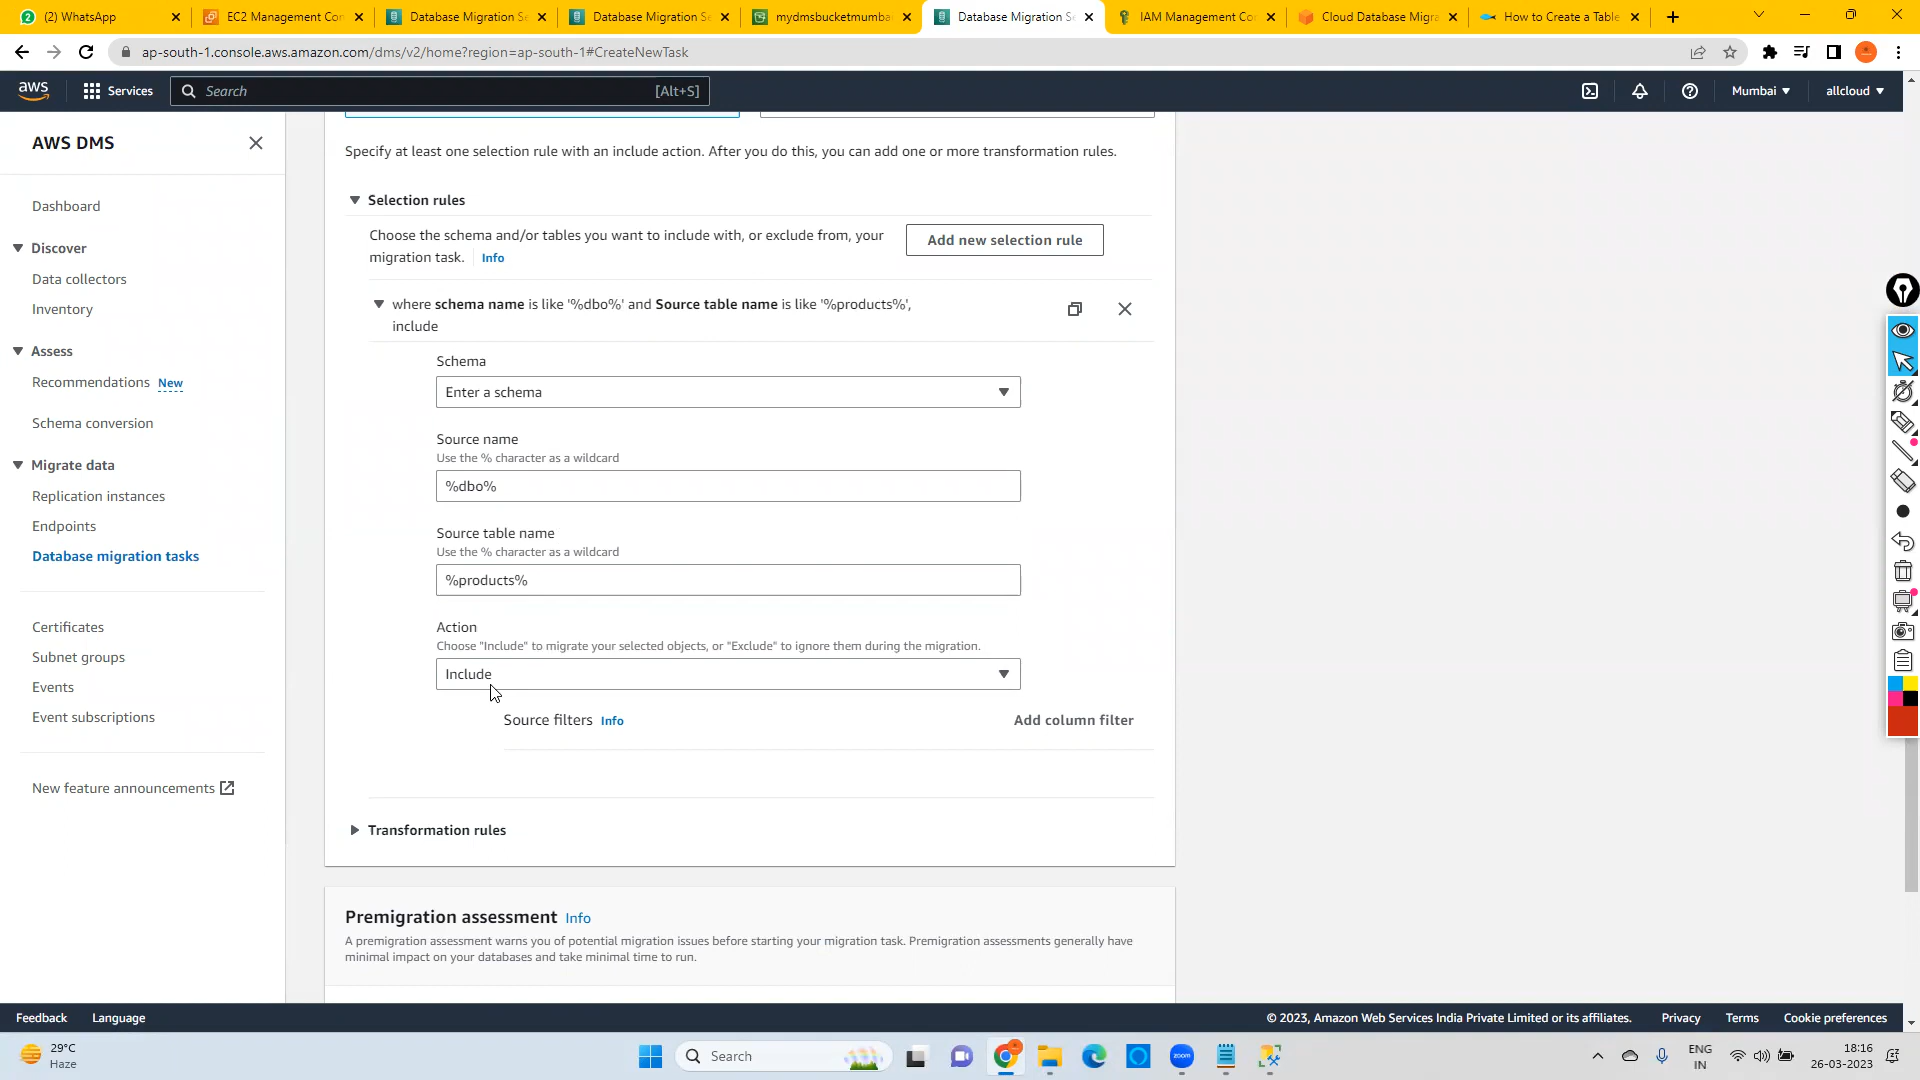 (2) WhatsApp
EC2 Management Con
Database Migration Se
Database Migration Se
mydmsbucketmumba
Database Migration Se
IAM Management Co
Cloud Database Migra
How to Create a Table
ap-south-1.console.aws.amazon.com/dms/v2/home?region=ap-south-1#CreateNewTask
aws
Services
Search
[Alt+S]
Mumbai
allcloud
AWS DMS
Dashboard
Discover
Data collectors
Inventory
Assess
Recommendations New
Schema conversion
Migrate data
Replication instances
Endpoints
Database migration tasks
Certificates
Subnet groups
Events
Event subscriptions
New feature announcements
Specify at least one selection rule with an include action. After you do this, you can add one or more transformation rules.
Selection rules
Choose the schema and/or tables you want to include with, or exclude from, your
migration task. Info
Add new selection rule
where schema name is like '%dbo%' and Source table name is like '%products%',
include
Schema
Enter a schema
Source name
Use the % character as a wildcard
%dbo%
Source table name
Use the % character as a wildcard
%products%
Action
Choose "Include" to migrate your selected objects, or "Exclude" to ignore them during the migration.
Include
Source filters Info
Add column filter
Transformation rules
Premigration assessment Info
A premigration assessment warns you of potential migration issues before starting your migration task. Premigration assessments generally have
minimal impact on your databases and take minimal time to run.
Feedback
Language
© 2023, Amazon Web Services India Private Limited or its affiliates.
Privacy
Terms
Cookie preferences
29°C
Haze
Search
zoom
ENG
IN
18:16
26-03-2023